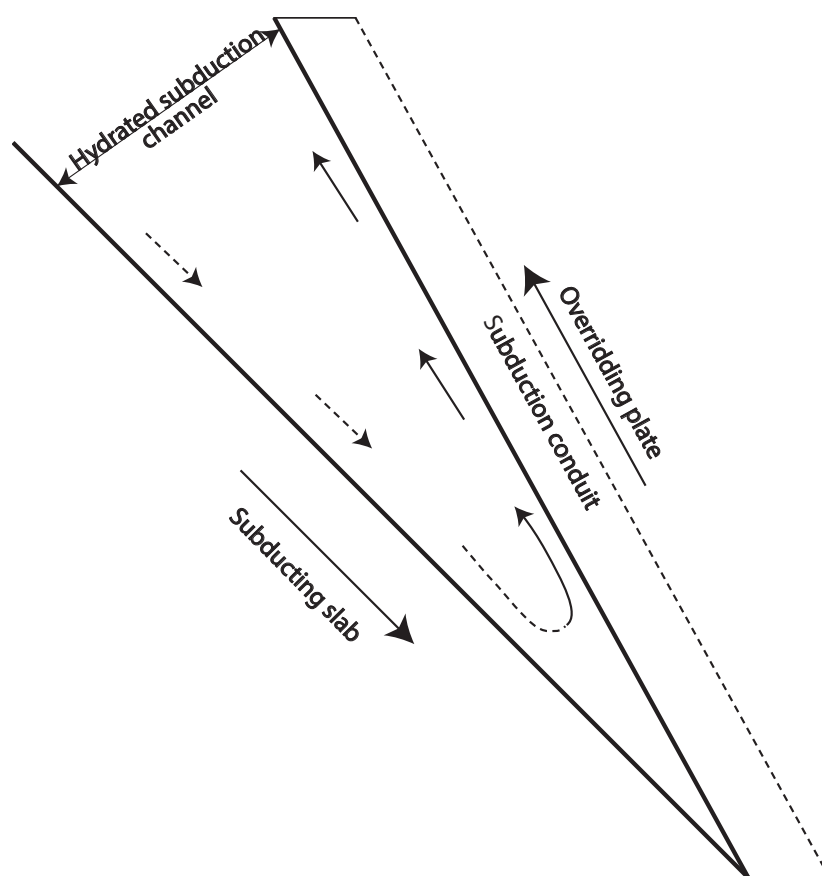 Hydrated subduction
channel
Subduction conduit
Overridding plate
Subducting slab